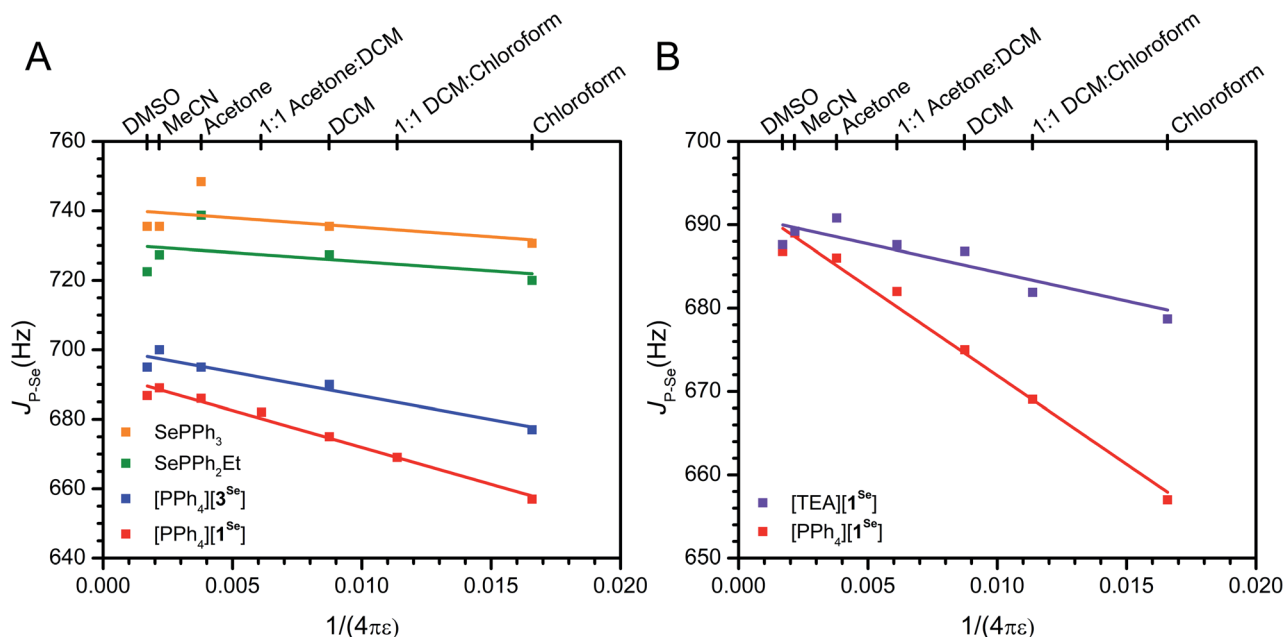 A
DMSO
MeCN
Acetone
1:1 Acetone:DCM
DCM
1:1 DCM:Chloroform
Chloroform
760
740
720
700
680
660
640
J P-Se (Hz)
SePPh3
SePPh2Et
[PPh4][3Se]
[PPh4][1Se]
0.000 0.005 0.010 0.015 0.020
1/(4πε)
B
DMSO
MeCN
Acetone
1:1 Acetone:DCM
DCM
1:1 DCM:Chloroform
Chloroform
700
690
680
670
660
650
J P-Se (Hz)
[TEA][1Se]
[PPh4][1Se]
0.000 0.005 0.010 0.015 0.020
1/(4πε)